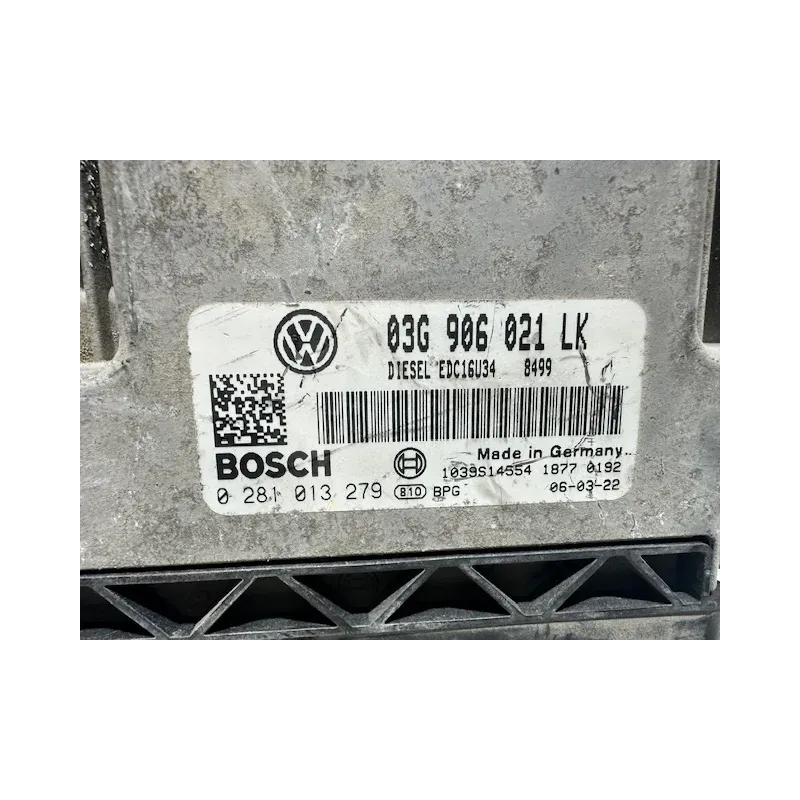 VW
03G 906 021 LK
DIESEL EDC16U34 8499
BOSCH
Made in Germany..
1039S14554 1877 0192
0 281 013 279 810 BPG
06-03-22